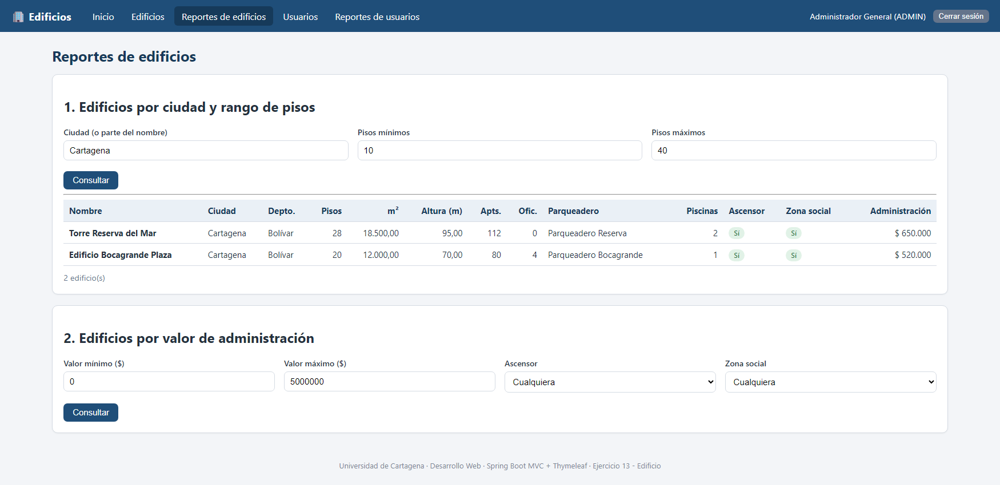 Edificios Inicio Edificios Reportes de edificios Usuarios Reportes de usuarios Administrador General (ADMIN) Cerrar sesión
Reportes de edificios
1. Edificios por ciudad y rango de pisos
Ciudad (o parte del nombre) Pisos mínimos Pisos máximos
Cartagena 10 40
Consultar
Nombre Ciudad Depto. Pisos m² Altura (m) Apts. Ofic. Parqueadero Piscinas Ascensor Zona social Administración
Torre Reserva del Mar Cartagena Bolívar 28 18.500,00 95,00 112 0 Parqueadero Reserva 2 Sí Sí $ 650.000
Edificio Bocagrande Plaza Cartagena Bolívar 20 12.000,00 70,00 80 4 Parqueadero Bocagrande 1 Sí Sí $ 520.000
2 edificio(s)
2. Edificios por valor de administración
Valor mínimo ($) Valor máximo ($) Ascensor Zona social
0 5000000 Cualquiera Cualquiera
Consultar
Universidad de Cartagena · Desarrollo Web · Spring Boot MVC + Thymeleaf · Ejercicio 13 - Edificio